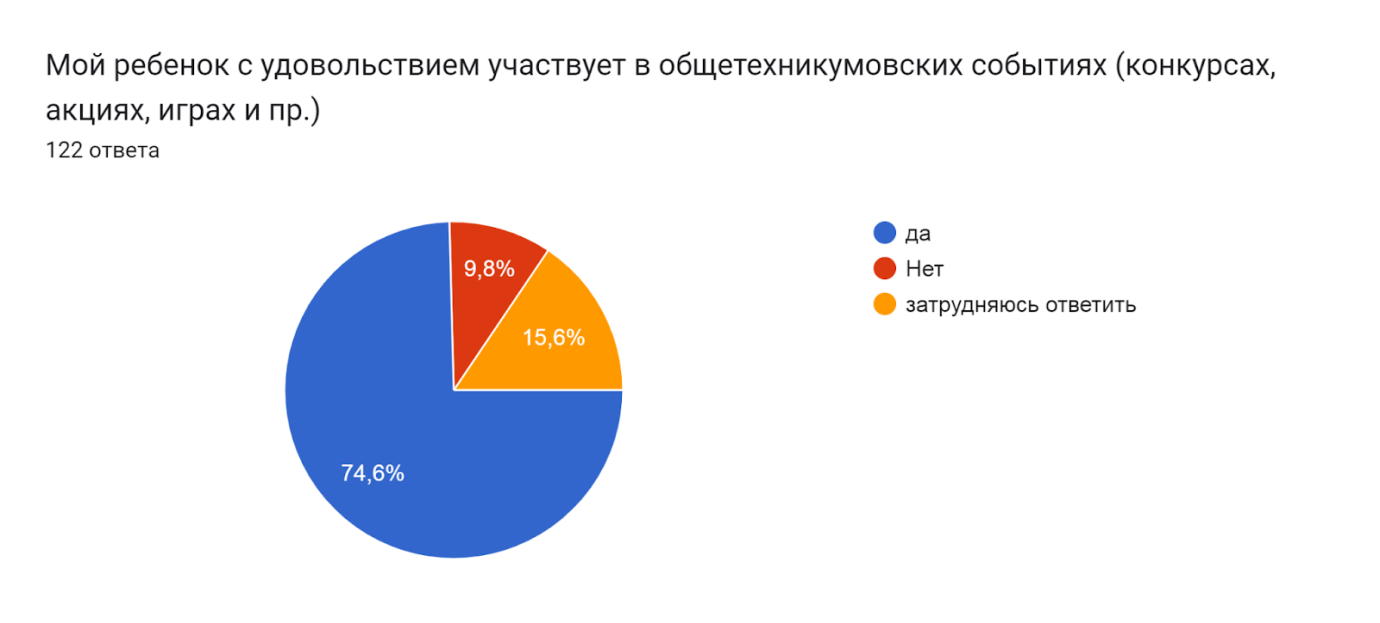 Мой ребенок с удовольствием участвует в общетехникумовских событиях (конкурсах,
акциях, играх и пр.)
122 ответа
да
Нет
затрудняюсь ответить
9,8%
15,6%
74,6%